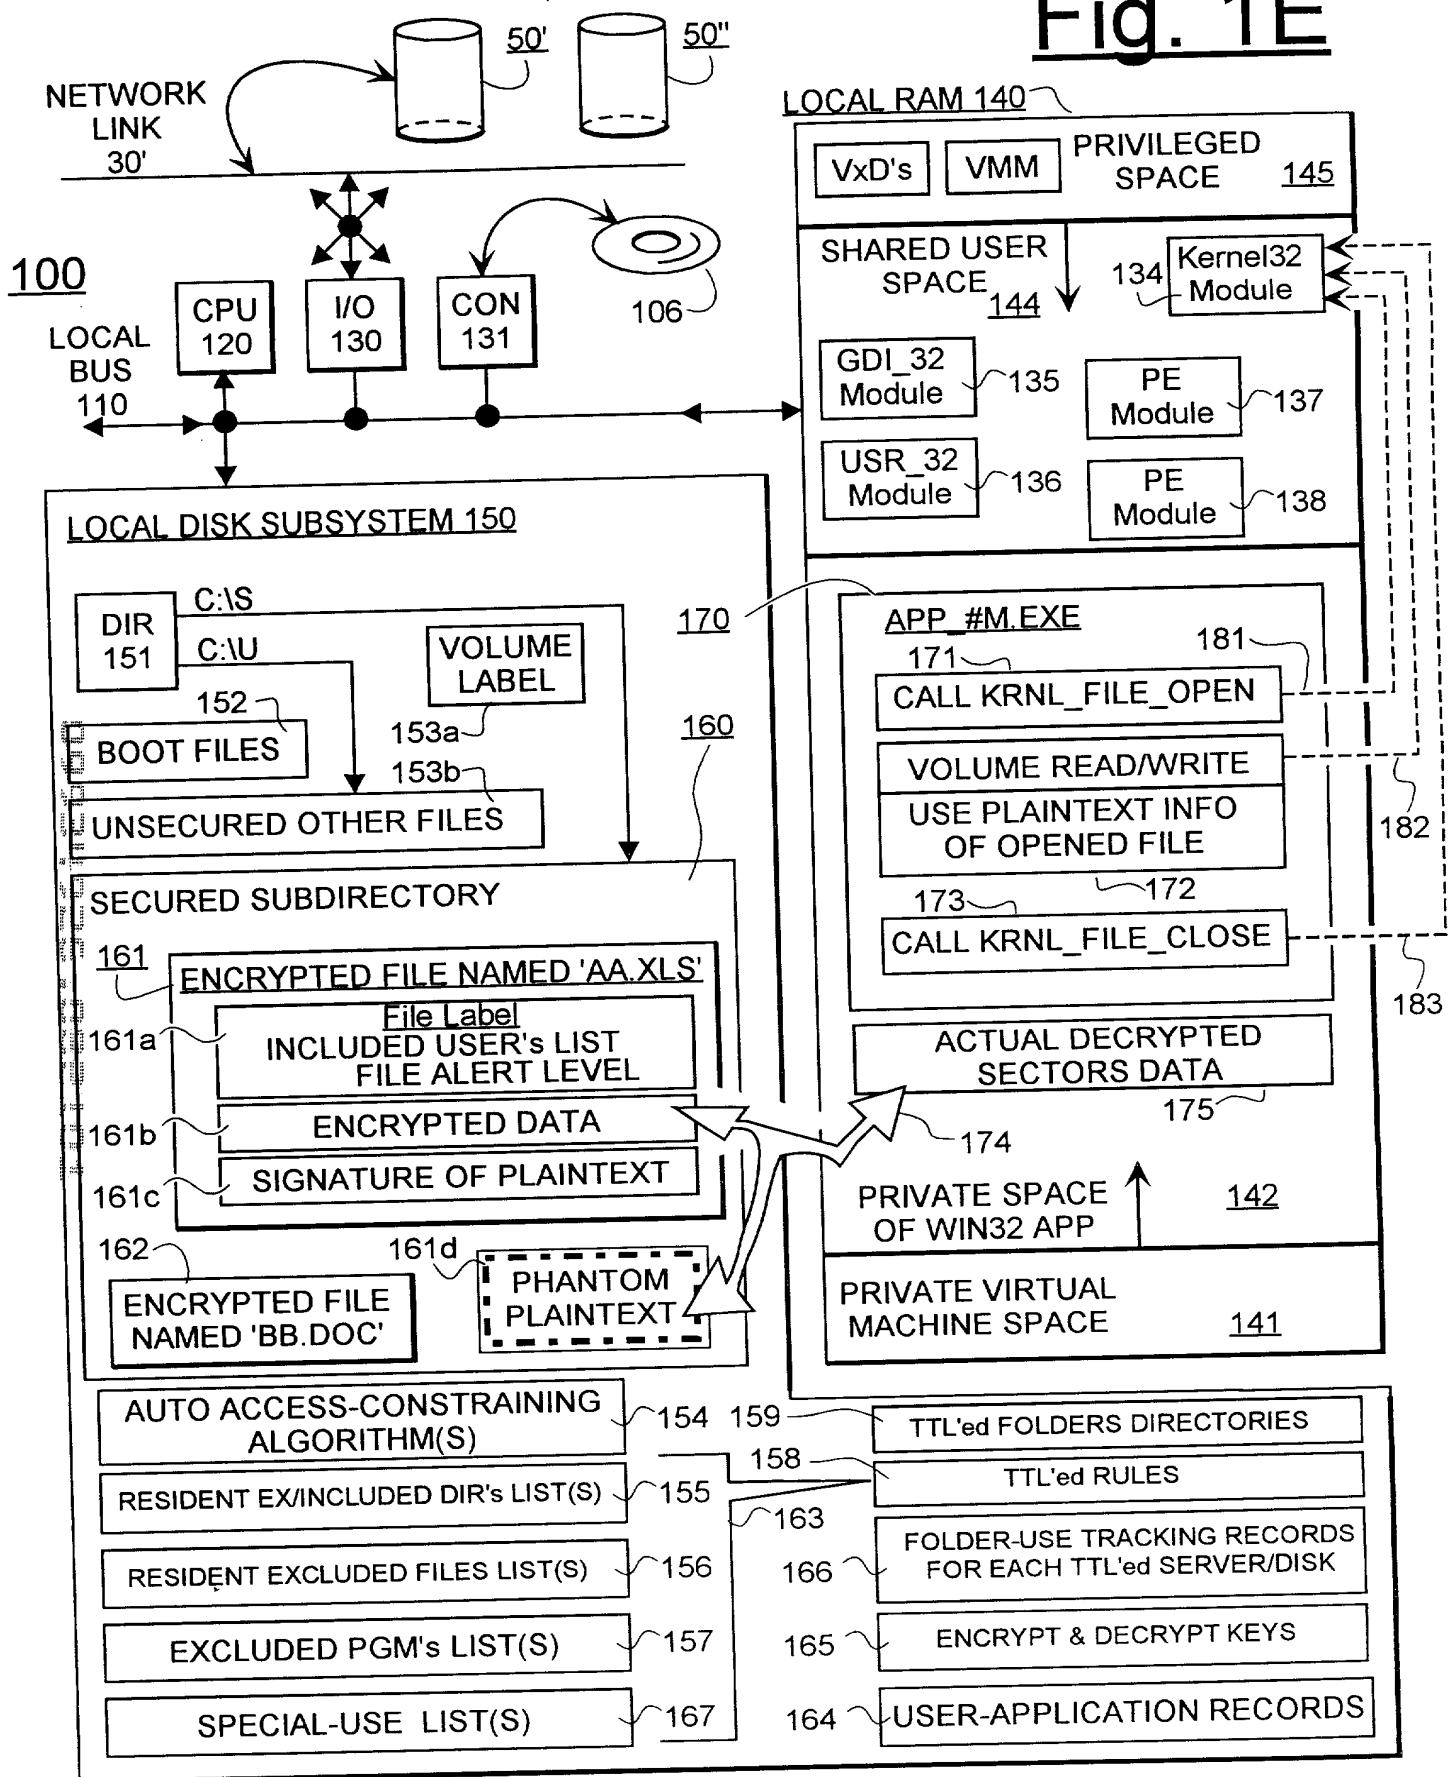 Fig. 1E
50'
50"
NETWORK
LINK
30'
LOCAL RAM 140
VxD's
VMM
PRIVILEGED
SPACE
145
SHARED USER
SPACE
144
134
Kernel32
Module
100
CPU
120
I/O
130
CON
131
106
LOCAL
BUS
110
GDI_32
Module
135
PE
Module
137
USR_32
Module
136
PE
Module
138
LOCAL DISK SUBSYSTEM 150
DIR
151
C:\S
C:\U
VOLUME
LABEL
153a
152
BOOT FILES
153b
UNSECURED OTHER FILES
160
170
APP_#M.EXE
171
181
CALL KRNL_FILE_OPEN
VOLUME READ/WRITE
USE PLAINTEXT INFO
OF OPENED FILE
182
172
173
CALL KRNL_FILE_CLOSE
183
SECURED SUBDIRECTORY
161
ENCRYPTED FILE NAMED 'AA.XLS'
161a
File Label
INCLUDED USER's LIST
FILE ALERT LEVEL
161b
ENCRYPTED DATA
161c
SIGNATURE OF PLAINTEXT
ACTUAL DECRYPTED
SECTORS DATA
175
174
PRIVATE SPACE
OF WIN32 APP
142
162
ENCRYPTED FILE
NAMED 'BB.DOC'
161d
PHANTOM
PLAINTEXT
PRIVATE VIRTUAL
MACHINE SPACE
141
AUTO ACCESS-CONSTRAINING
ALGORITHM(S)
154
RESIDENT EX/INCLUDED DIR's LIST(S)
155
RESIDENT EXCLUDED FILES LIST(S)
156
EXCLUDED PGM's LIST(S)
157
SPECIAL-USE LIST(S)
167
163
159
TTL'ed FOLDERS DIRECTORIES
158
TTL'ed RULES
166
FOLDER-USE TRACKING RECORDS
FOR EACH TTL'ed SERVER/DISK
165
ENCRYPT & DECRYPT KEYS
164
USER-APPLICATION RECORDS